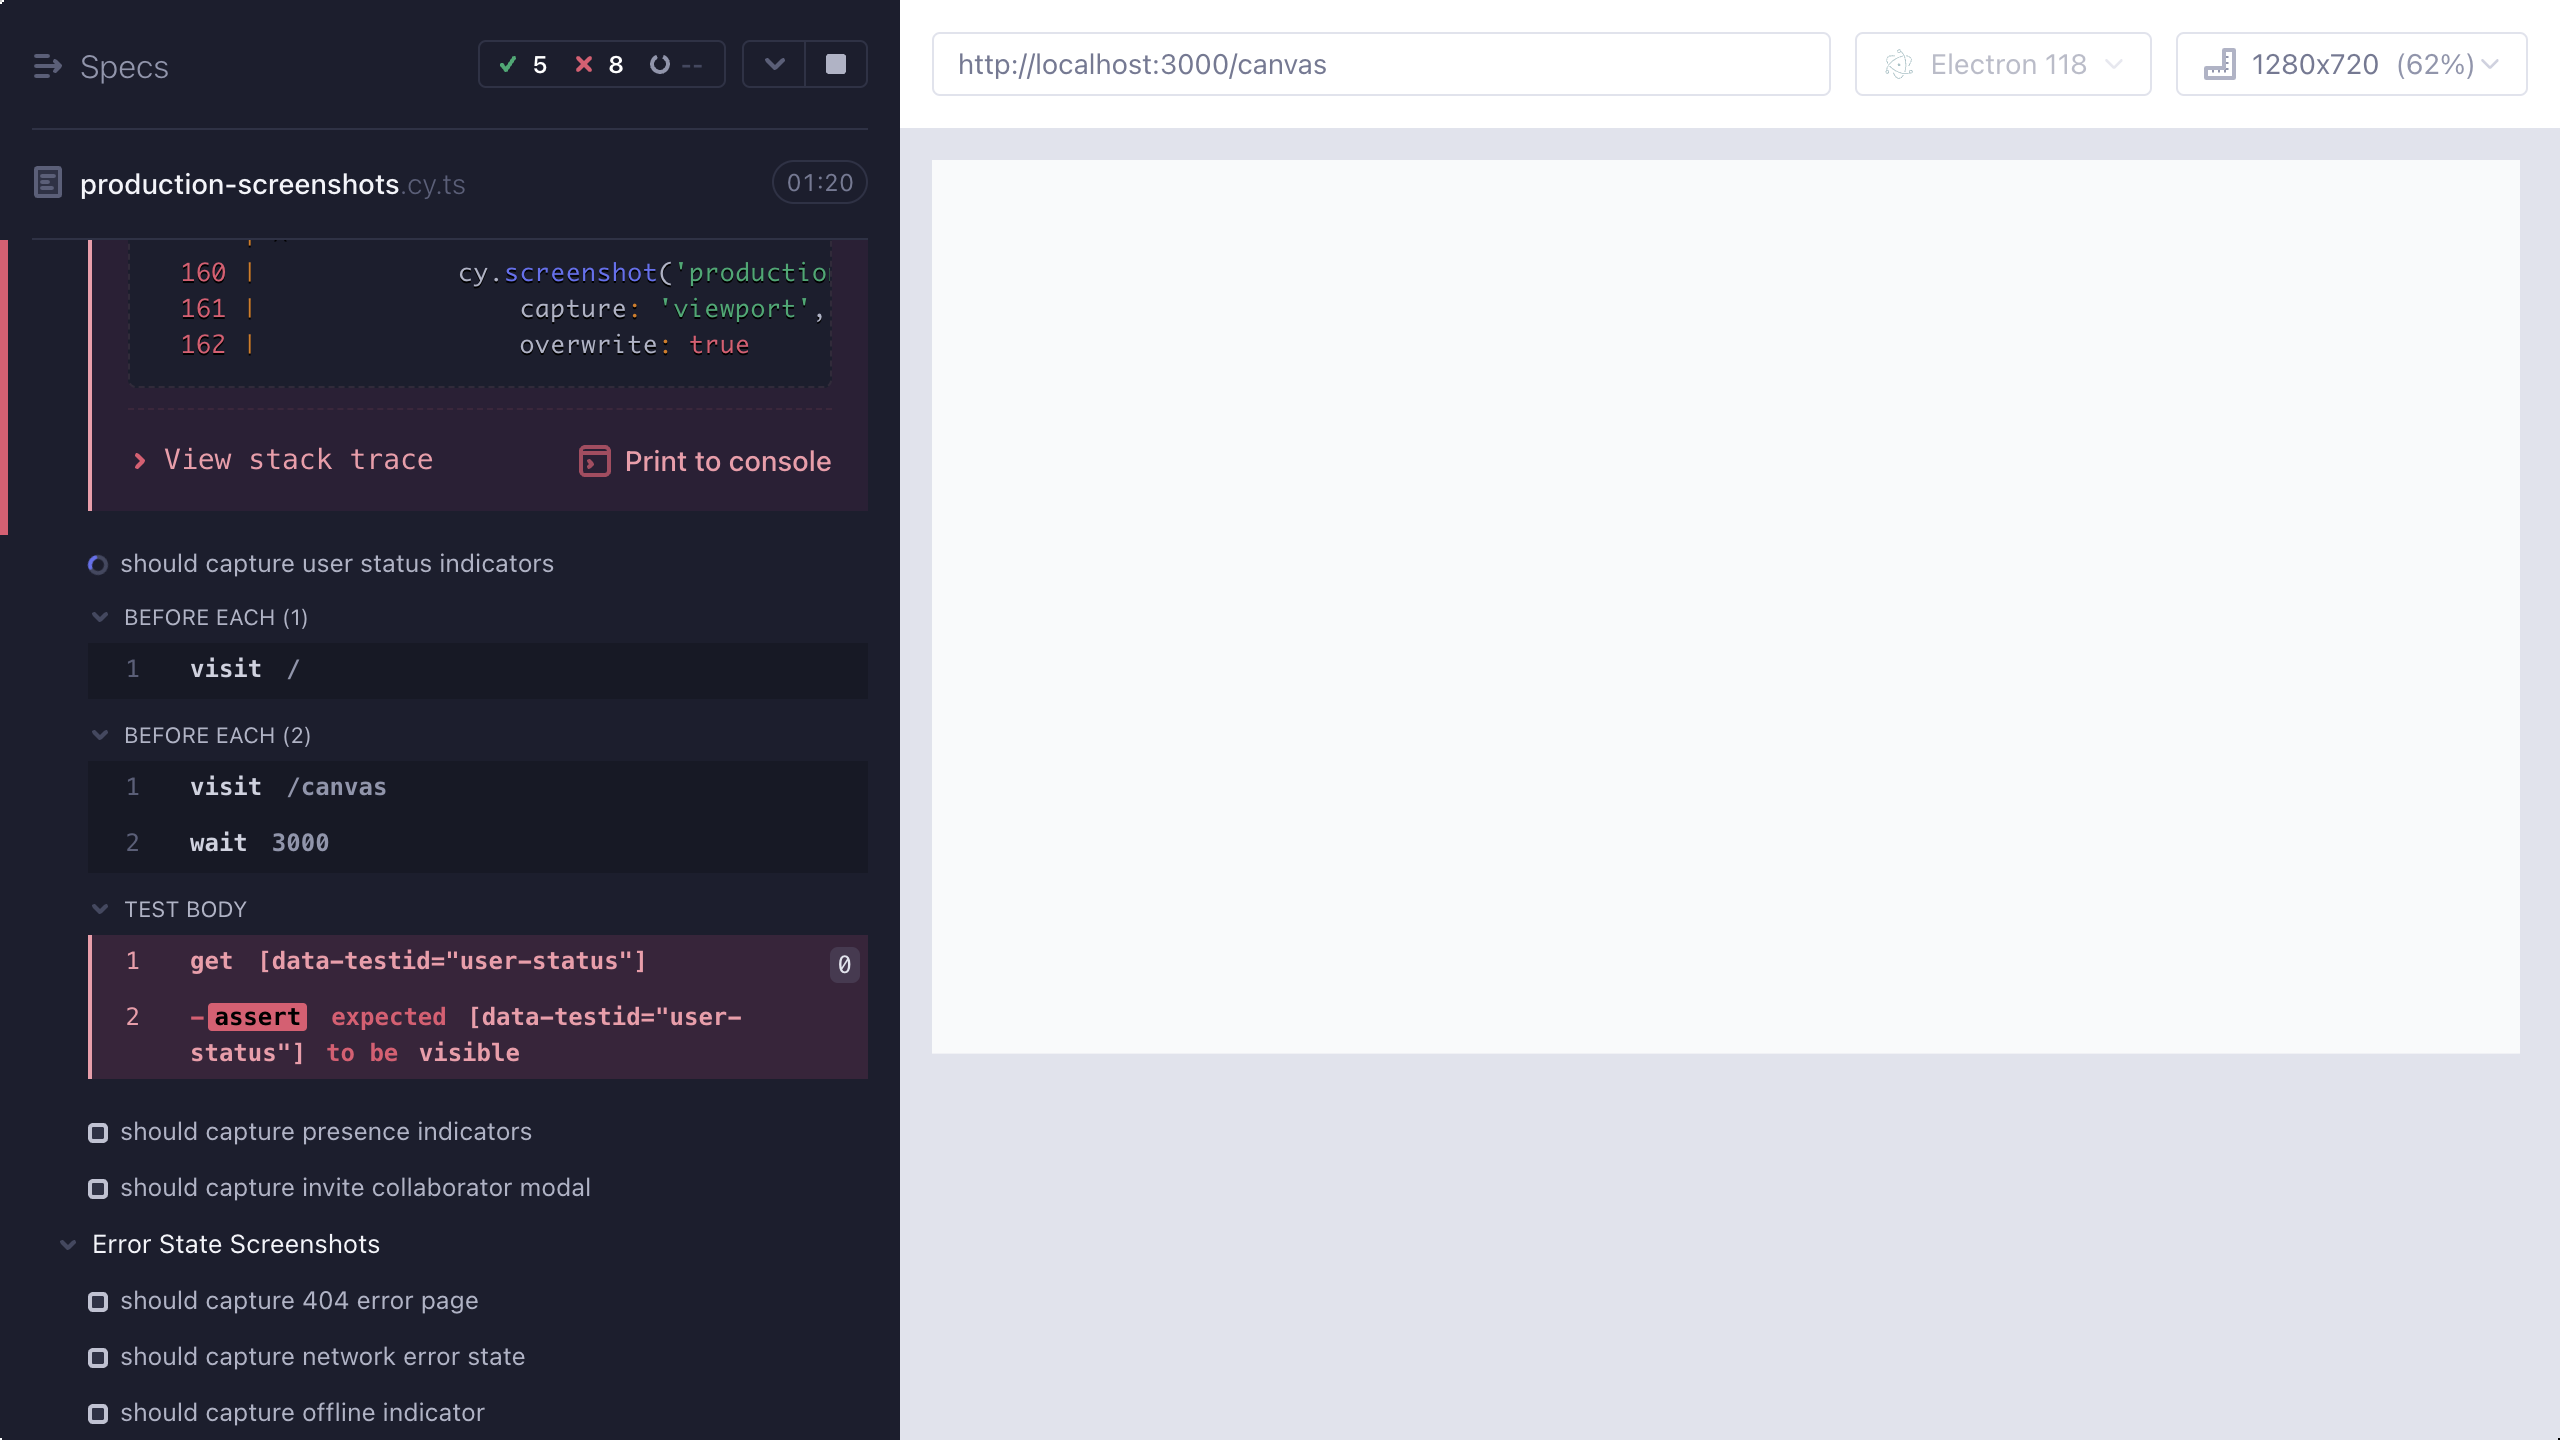 Specs
5 8 --
production-screenshots.cy.ts
01:20
160 | cy.screenshot('productio
161 | capture: 'viewport',
162 | overwrite: true
View stack trace
Print to console
should capture user status indicators
BEFORE EACH (1)
1 visit /
BEFORE EACH (2)
1 visit /canvas
2 wait 3000
TEST BODY
1 get [data-testid="user-status"] 0
2 -assert expected [data-testid="user-
status"] to be visible
should capture presence indicators
should capture invite collaborator modal
Error State Screenshots
should capture 404 error page
should capture network error state
should capture offline indicator
http://localhost:3000/canvas
Electron 118
1280x720 (62%)